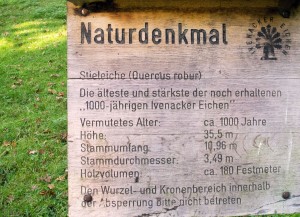 Naturdenkmal
Stieleiche (Quercus robur)
Die älteste und stärkste der noch erhaltenen
„1000-jährigen Ivenacker Eichen"
Vermutetes Alter: ca. 1000 Jahre
Höhe: 35,5 m
Stammumfang: 10,96 m
Stammdurchmesser: 3,49 m
Holzvolumen: ca. 180 Festmeter
Den Wurzel- und Kronenbereich innerhalb
der Absperrung bitte nicht betreten